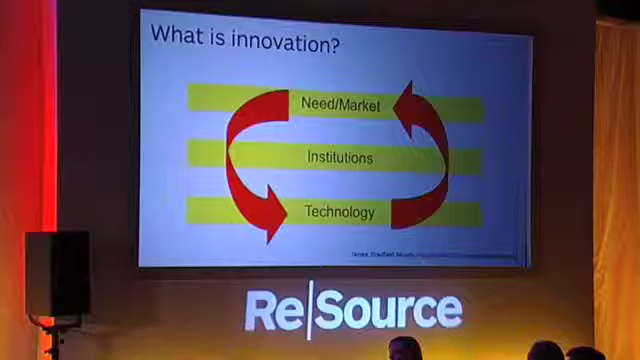 What is innovation?
Need/Market
Institutions
Technology
Re|Source